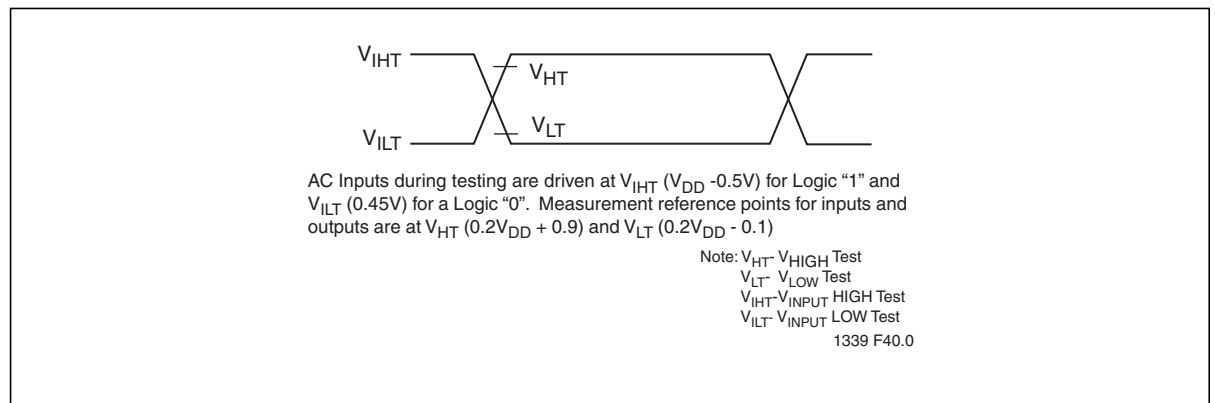 VIHT
VHT
VLT
VILT
AC Inputs during testing are driven at VIHT (VDD -0.5V) for Logic “1” and
VILT (0.45V) for a Logic “0”. Measurement reference points for inputs and
outputs are at VHT (0.2VDD + 0.9) and VLT (0.2VDD - 0.1)
Note: VHT- VHIGH Test
VLT- VLOW Test
VIHT-VINPUT HIGH Test
VILT- VINPUT LOW Test
1339 F40.0